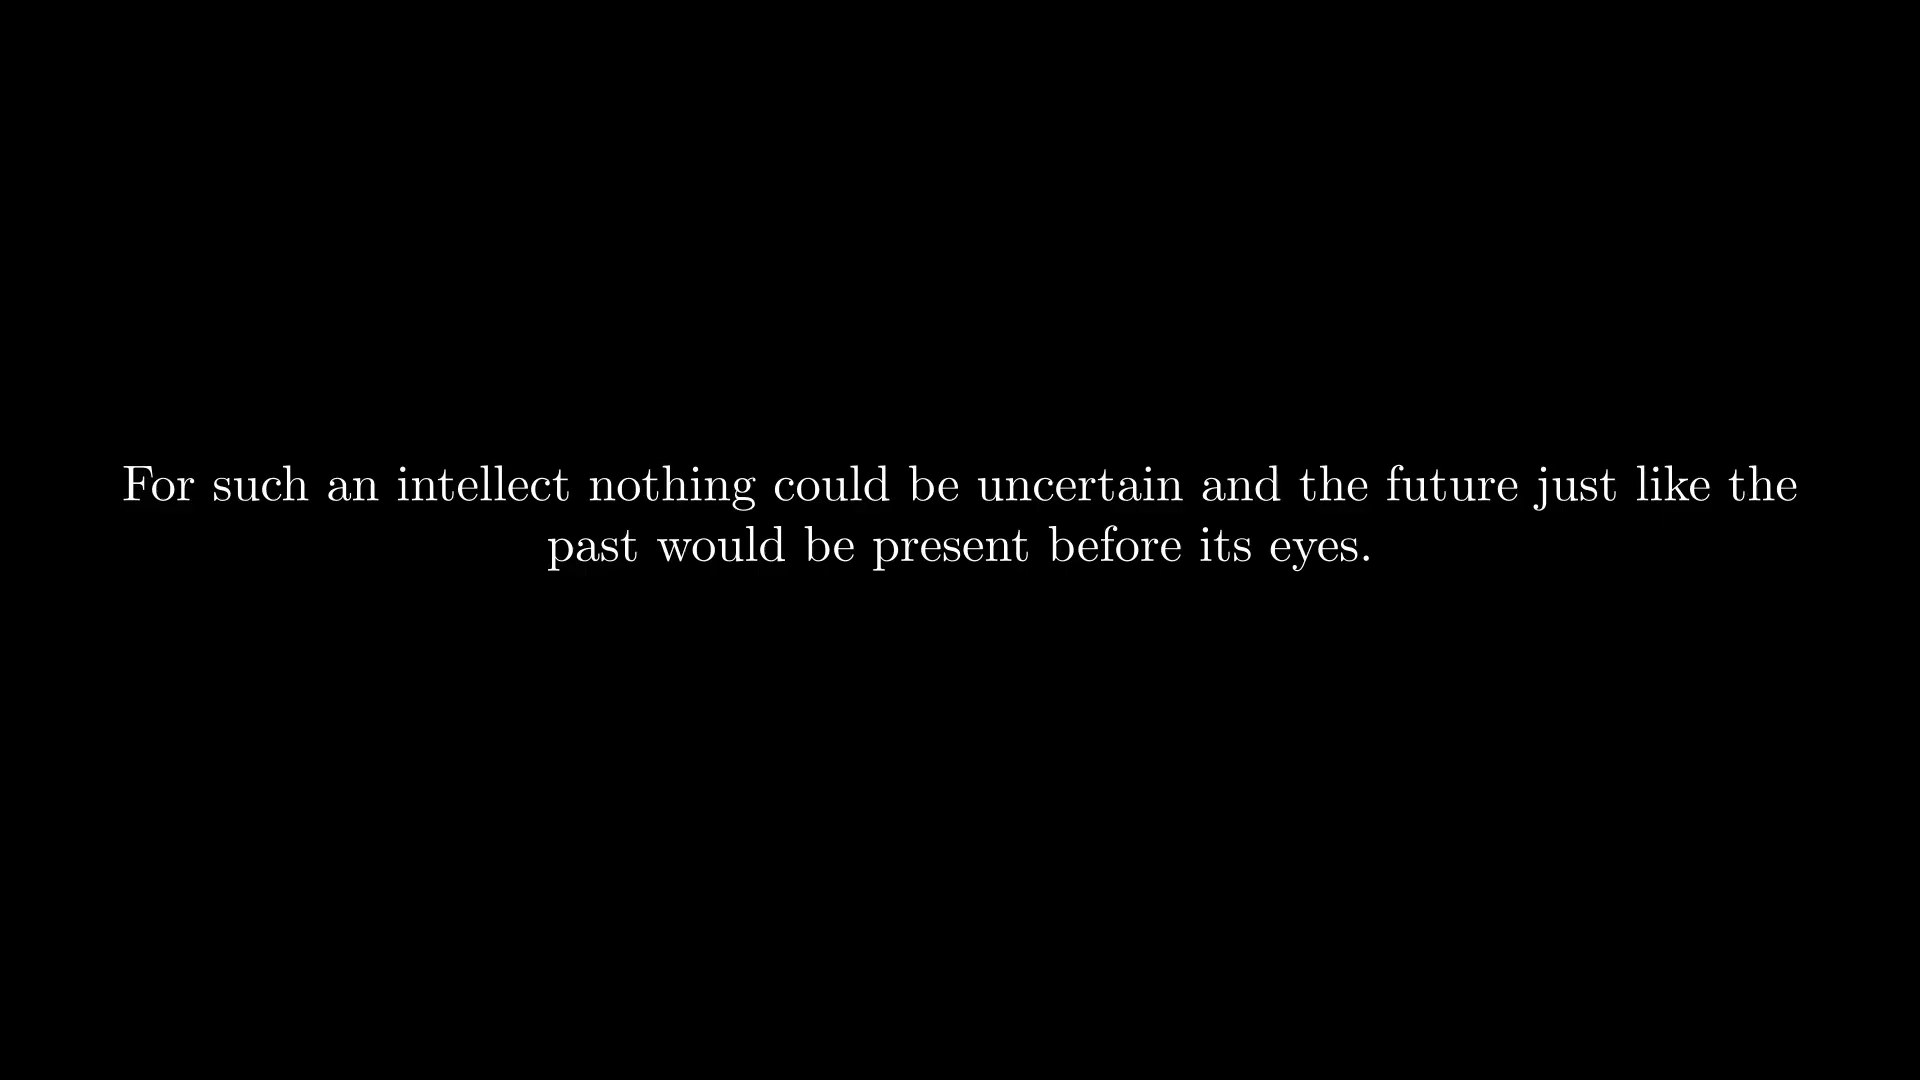 For such an intellect nothing could be uncertain and the future just like the
past would be present before its eyes.